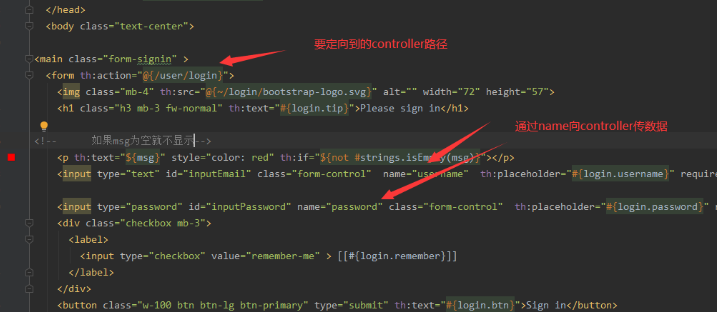 </head>
<body class="text-center">
<main class="form-signin" >
要定向到的controller路径
<form th:action="@{/user/login}">
<img class="mb-4" th:src="@{~/login/bootstrap-logo.svg}" alt="" width="72" height="57">
<h1 class="h3 mb-3 fw-normal" th:text="#{login.tip}">Please sign in</h1>
通过name向controller传数据
<!-- 如果msg为空就不显示-->
<p th:text="${msg}" style="color: red" th:if="${not #strings.isEmpty(msg)}"></p>
<input type="text" id="inputEmail" class="form-control" name="username" th:placeholder="#{login.username}" require
<input type="password" id="inputPassword" name="password" class="form-control" th:placeholder="#{login.password}"
<div class="checkbox mb-3">
<label>
<input type="checkbox" value="remember-me" > [[#{login.remember}]]
</label>
</div>
<button class="w-100 btn btn-lg btn-primary" type="submit" th:text="#{login.btn}">Sign in</button>